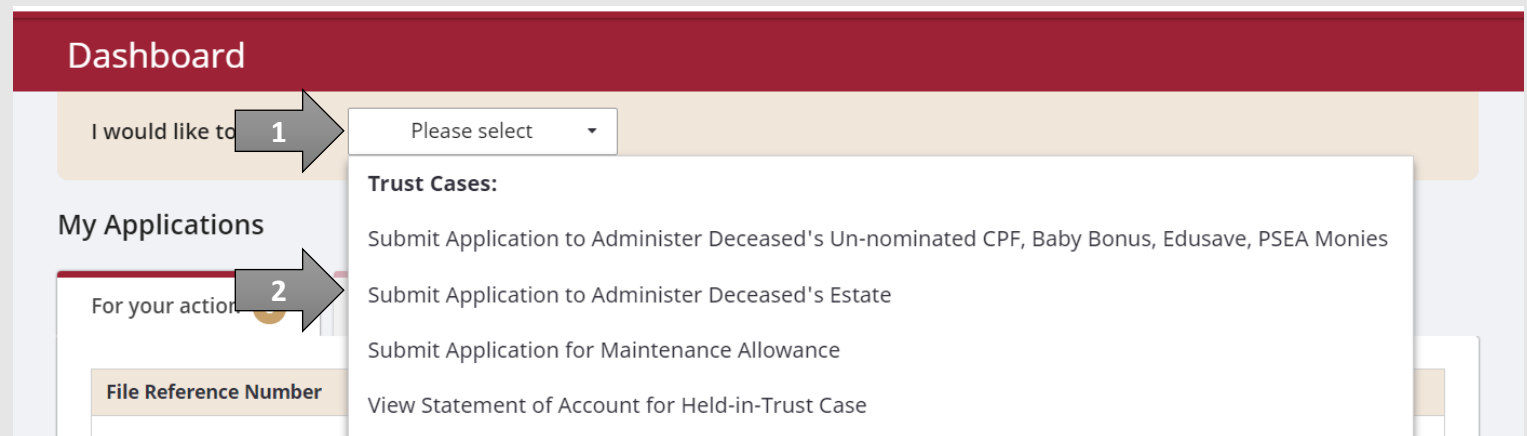 Dashboard
I would like to
1
Please select
Trust Cases:
Submit Application to Administer Deceased's Un-nominated CPF, Baby Bonus, Edusave, PSEA Monies
My Applications
2
Submit Application to Administer Deceased's Estate
For your action
Submit Application for Maintenance Allowance
File Reference Number
View Statement of Account for Held-in-Trust Case